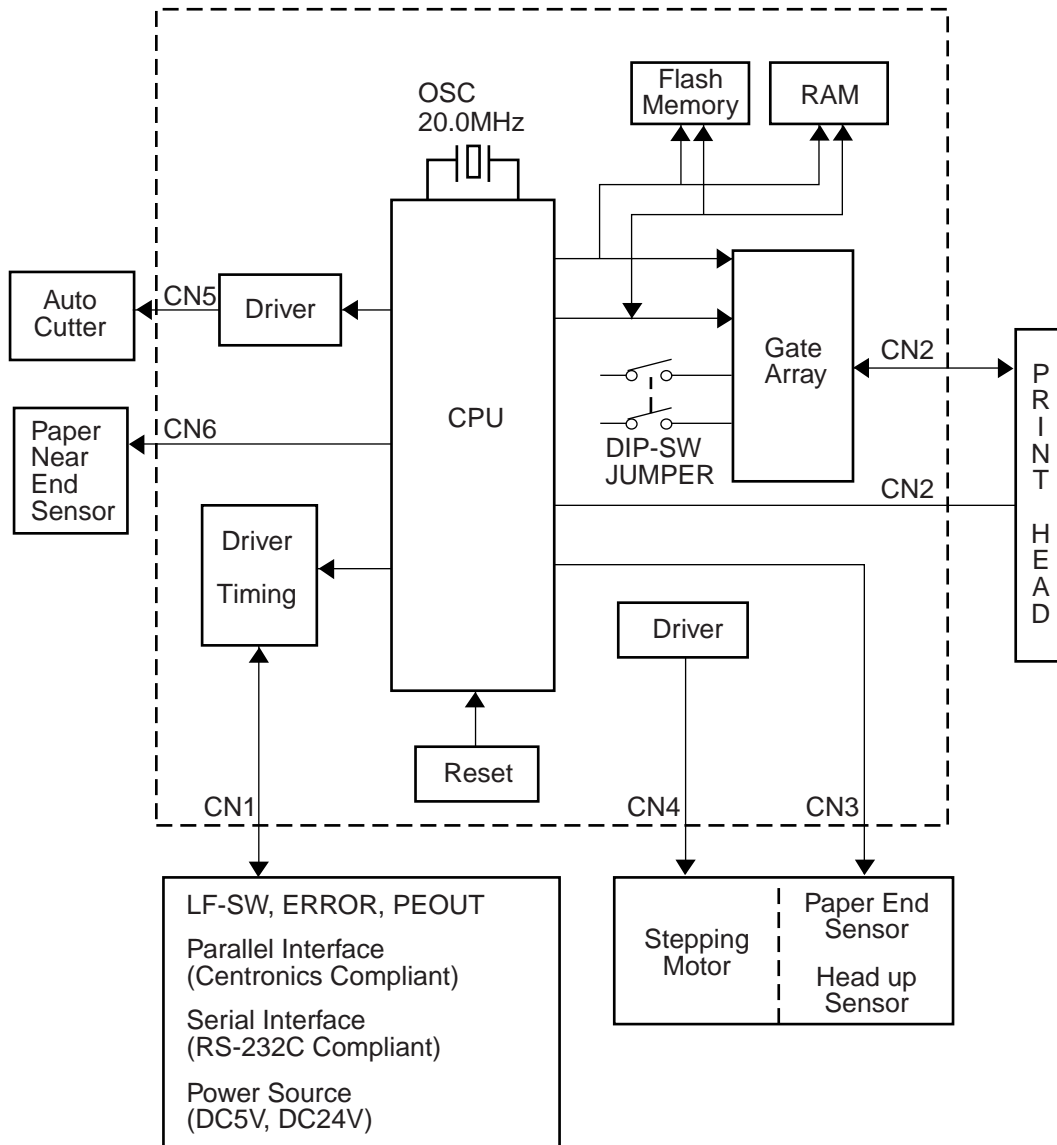 OSC
20.0MHz
Flash
Memory
RAM
Auto
Cutter
CN5
Driver
CPU
Gate
Array
CN2
PRINT HEAD
Paper
Near
End
Sensor
CN6
DIP-SW
JUMPER
CN2
Driver
Timing
Driver
Reset
CN1
CN4
CN3
LF-SW, ERROR, PEOUT
Parallel Interface
(Centronics Compliant)
Serial Interface
(RS-232C Compliant)
Power Source
(DC5V, DC24V)
Stepping
Motor
Paper End
Sensor
Head up
Sensor